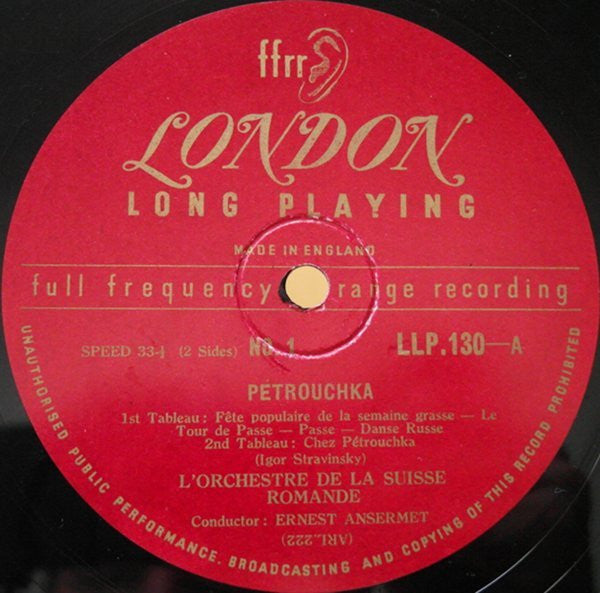 ffrr
LONDON
LONG PLAYING
MADE IN ENGLAND
full frequency range recording
SPEED 33⅓ (2 Sides) NO. 1 LLP.130—A
PÉTROUCHKA
1st Tableau: Fête populaire de la semaine grasse — Le
Tour de Passe — Passe — Danse Russe
2nd Tableau: Chez Pétrouchka
(Igor Stravinsky)
L'ORCHESTRE DE LA SUISSE
ROMANDE
Conductor: ERNEST ANSERMET
(ARL.222)
UNAUTHORISED PUBLIC PERFORMANCE, BROADCASTING AND COPYING OF THIS RECORD PROHIBITED